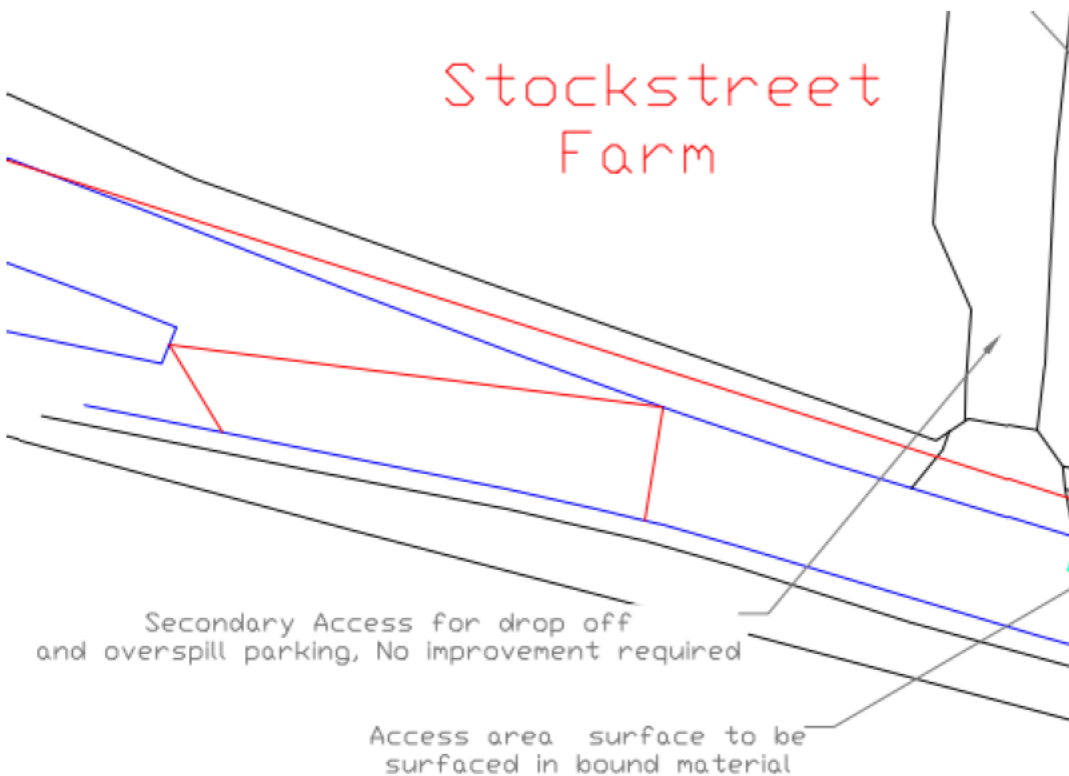 Stockstreet
Farm
Secondary Access for drop off
and overspill parking, No improvement required
Access area surface to be
surfaced in bound material